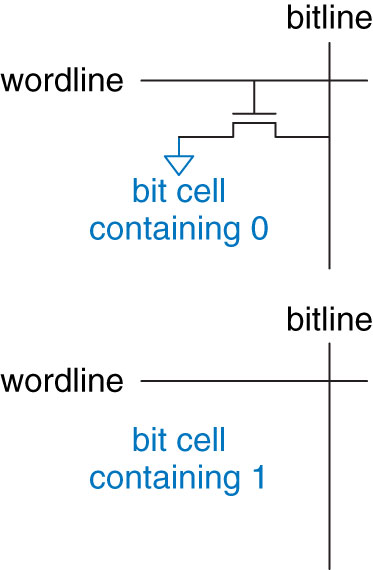 bitline
wordline
bit cell
containing 0
bitline
wordline
bit cell
containing 1